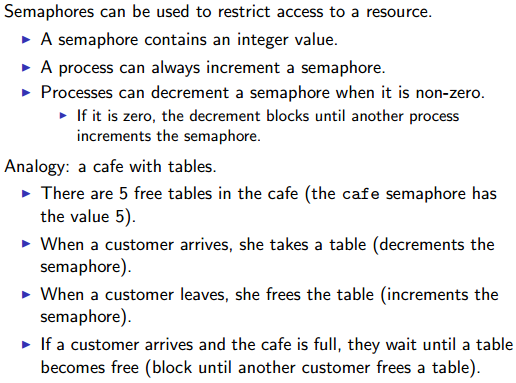 Semaphores can be used to restrict access to a resource.
▶ A semaphore contains an integer value.
▶ A process can always increment a semaphore.
▶ Processes can decrement a semaphore when it is non-zero.
▶ If it is zero, the decrement blocks until another process
increments the semaphore.
Analogy: a cafe with tables.
▶ There are 5 free tables in the cafe (the cafe semaphore has
the value 5).
▶ When a customer arrives, she takes a table (decrements the
semaphore).
▶ When a customer leaves, she frees the table (increments the
semaphore).
▶ If a customer arrives and the cafe is full, they wait until a table
becomes free (block until another customer frees a table).